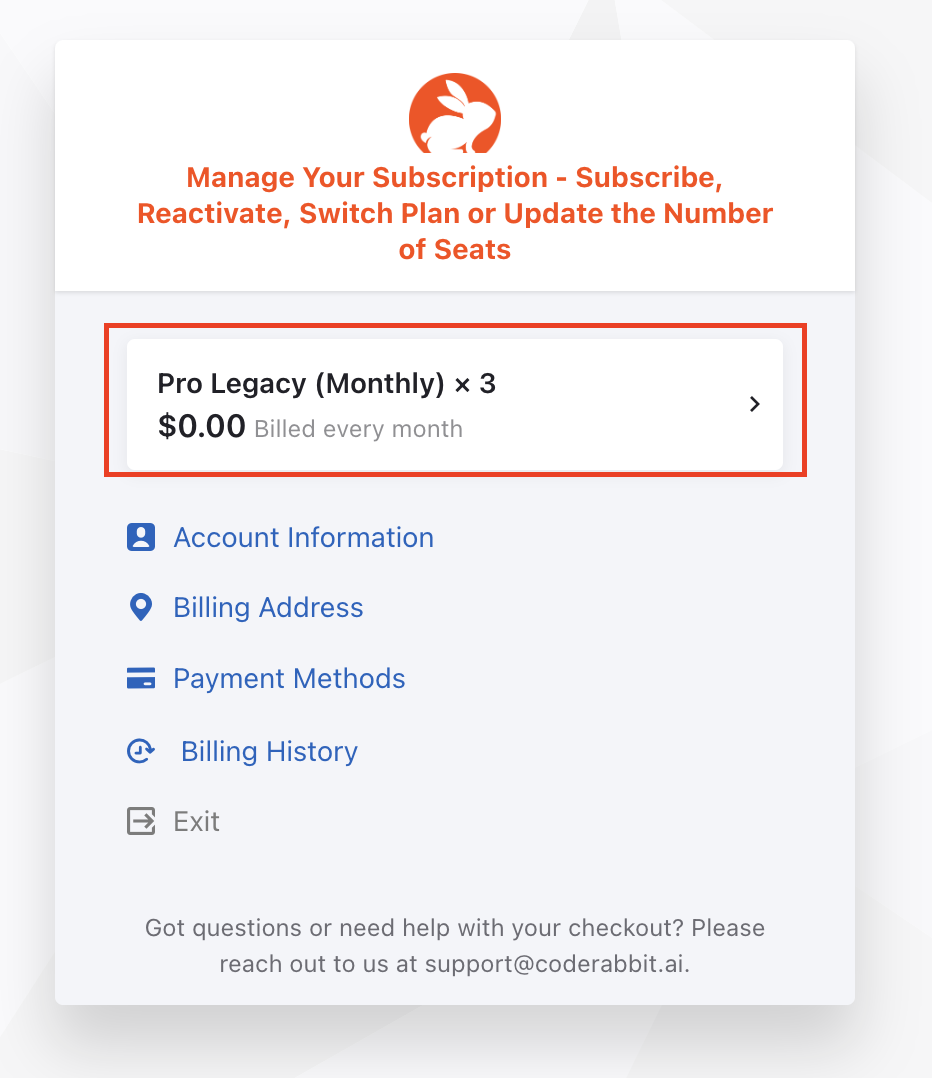 Manage Your Subscription - Subscribe,
Reactivate, Switch Plan or Update the Number
of Seats
Pro Legacy (Monthly) × 3
$0.00 Billed every month
Account Information
Billing Address
Payment Methods
Billing History
Exit
Got questions or need help with your checkout? Please
reach out to us at support@coderabbit.ai.